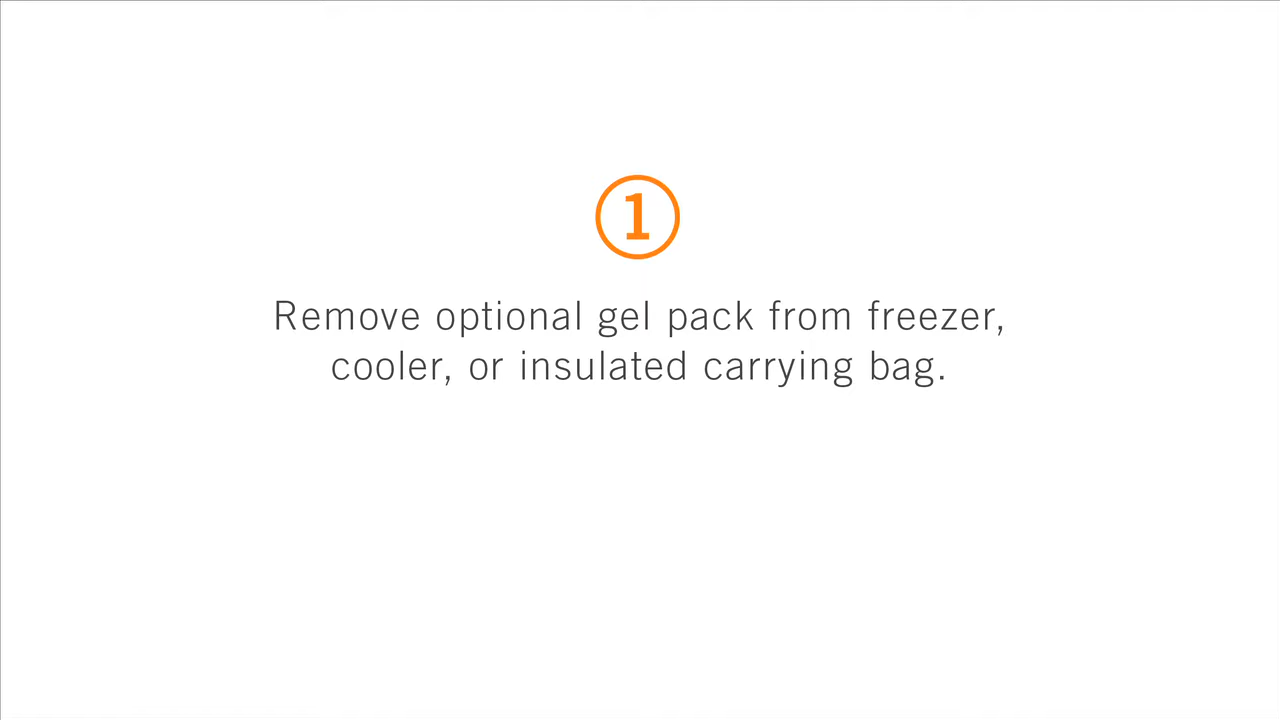 1
Remove optional gel pack from freezer,
cooler, or insulated carrying bag.